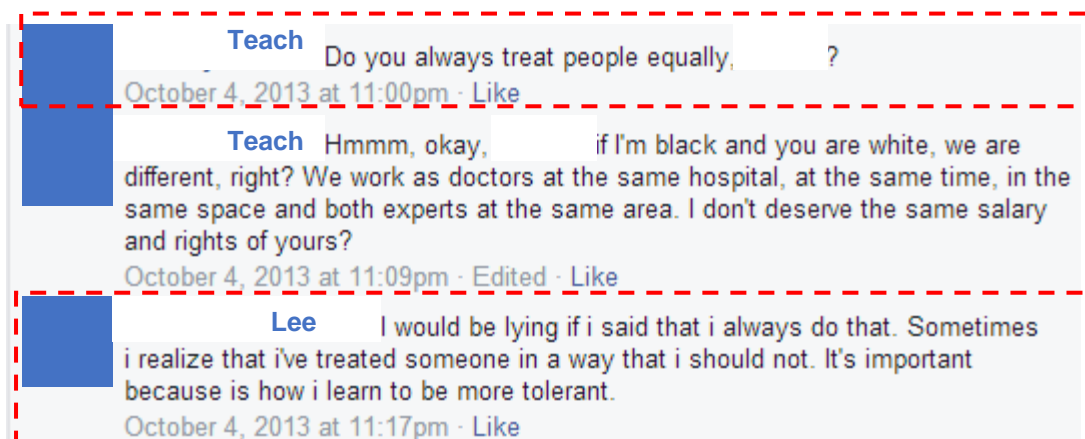 Teach Do you always treat people equally, ?
October 4, 2013 at 11:00pm · Like
Teach Hmmm, okay, if I'm black and you are white, we are
different, right? We work as doctors at the same hospital, at the same time, in the
same space and both experts at the same area. I don't deserve the same salary
and rights of yours?
October 4, 2013 at 11:09pm · Edited · Like
Lee I would be lying if i said that i always do that. Sometimes
i realize that i've treated someone in a way that i should not. It's important
because is how i learn to be more tolerant.
October 4, 2013 at 11:17pm · Like